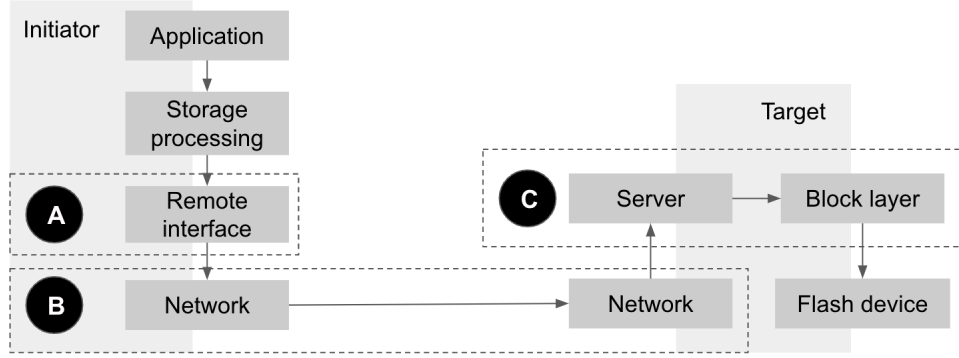 Initiator
Application
Storage
processing
A
Remote
interface
B
Network
Target
C
Server
Block layer
Network
Flash device